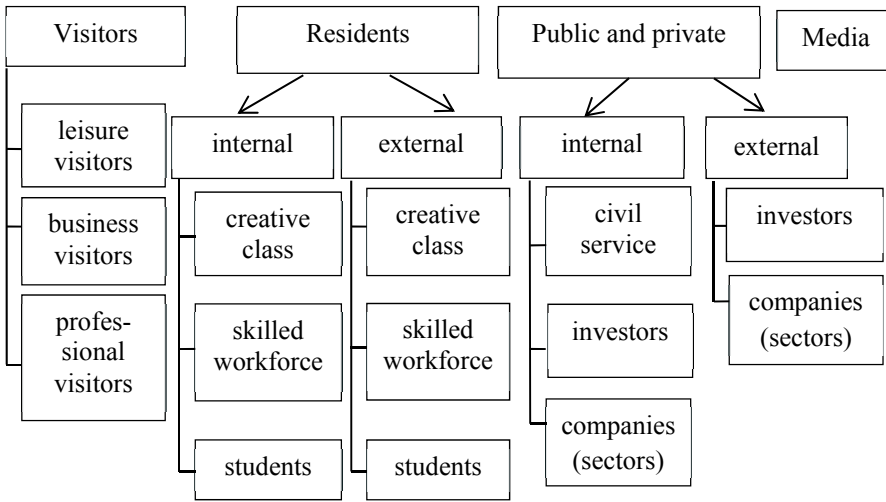 Visitors
Residents
Public and private
Media
leisure
visitors
business
visitors
profes-
sional
visitors
internal
creative
class
skilled
workforce
students
external
creative
class
skilled
workforce
students
internal
civil
service
investors
companies
(sectors)
external
investors
companies
(sectors)